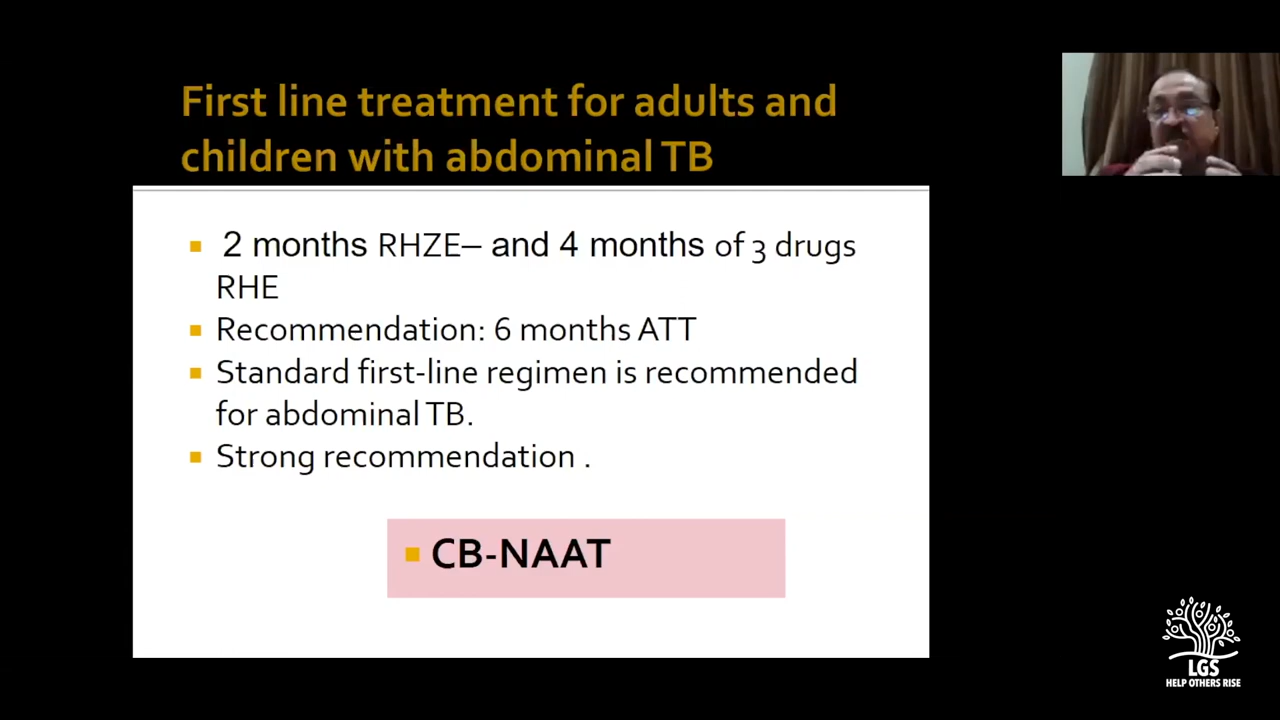 First line treatment for adults and
children with abdominal TB
▪ 2 months RHZE– and 4 months of 3 drugs
RHE
▪ Recommendation: 6 months ATT
▪ Standard first-line regimen is recommended
for abdominal TB.
▪ Strong recommendation .
▪ CB-NAAT
LGS
HELP OTHERS RISE